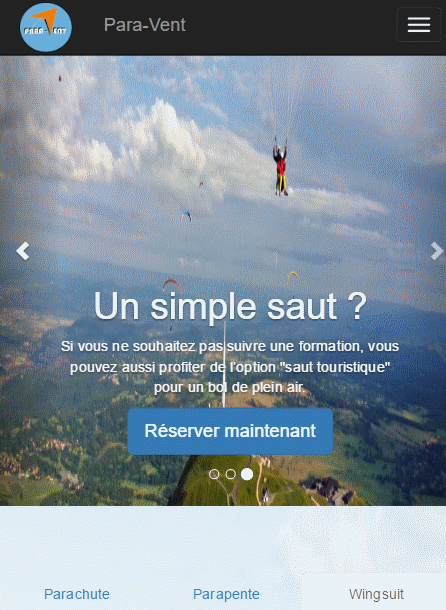 PARA-VENT
Para-Vent
Un simple saut ?
Si vous ne souhaitez pas suivre une formation, vous
pouvez aussi profiter de l'option "saut touristique"
pour un bol de plein air.
Réserver maintenant
Parachute
Parapente
Wingsuit